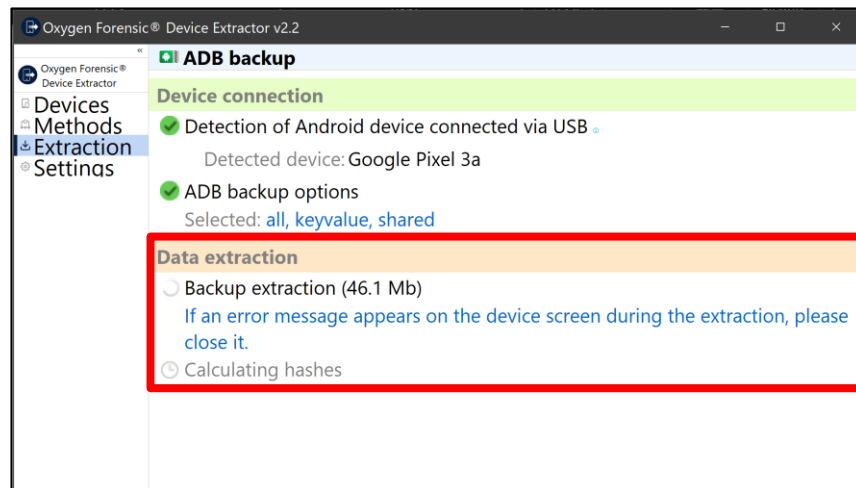 Oxygen Forensic® Device Extractor v2.2
«
Oxygen Forensic®
Device Extractor
Devices
Methods
Extraction
Settings
ADB backup
Device connection
Detection of Android device connected via USB
Detected device: Google Pixel 3a
ADB backup options
Selected: all, keyvalue, shared
Data extraction
Backup extraction (46.1 Mb)
If an error message appears on the device screen during the extraction, please
close it.
Calculating hashes